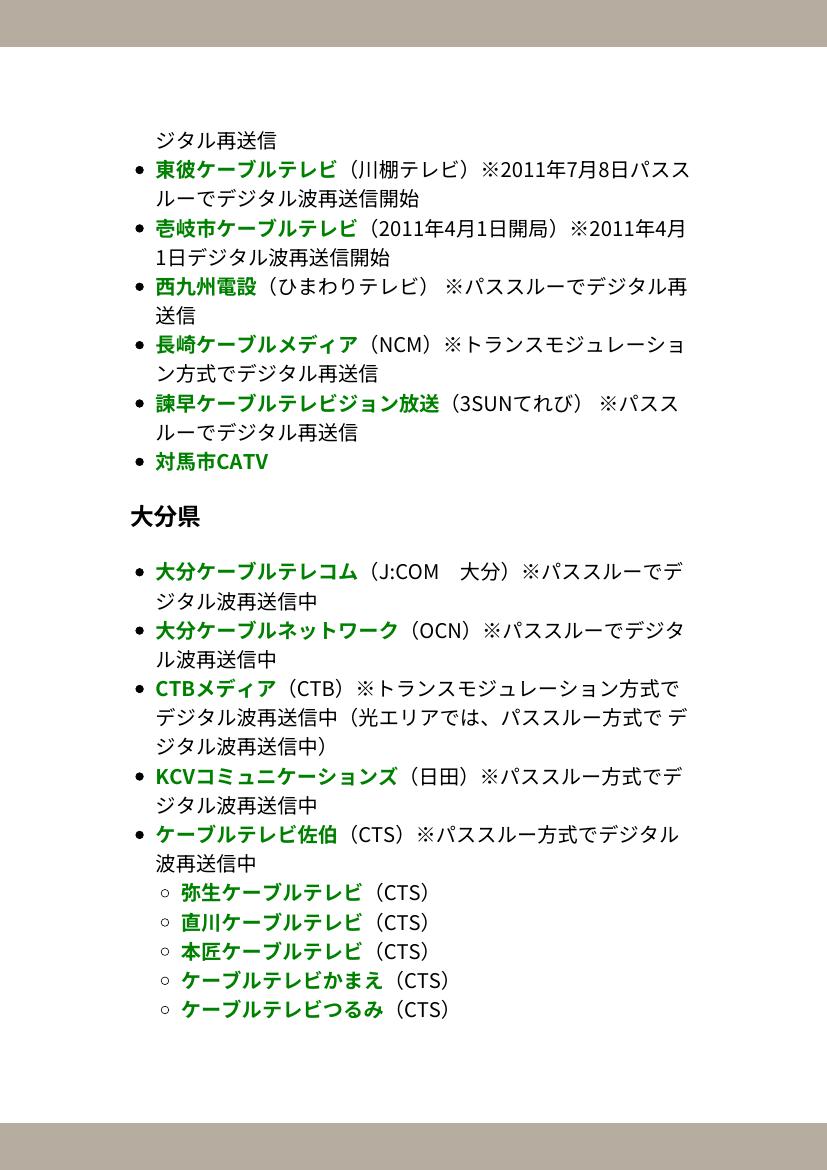 ジタル再送信
• 東彼ケーブルテレビ（川棚テレビ）※2011年7月8日パスス
ルーでデジタル波再送信開始
• 壱岐市ケーブルテレビ（2011年4月1日開局）※2011年4月
1日デジタル波再送信開始
• 西九州電設（ひまわりテレビ） ※パススルーでデジタル再
送信
• 長崎ケーブルメディア（NCM）※トランスモジュレーショ
ン方式でデジタル再送信
• 諫早ケーブルテレビジョン放送（3SUNてれび） ※パスス
ルーでデジタル再送信
• 対馬市CATV
大分県
• 大分ケーブルテレコム（J:COM　大分）※パススルーでデ
ジタル波再送信中
• 大分ケーブルネットワーク（OCN）※パススルーでデジタ
ル波再送信中
• CTBメディア（CTB）※トランスモジュレーション方式で
デジタル波再送信中（光エリアでは、パススルー方式で デ
ジタル波再送信中）
• KCVコミュニケーションズ（日田）※パススルー方式でデ
ジタル波再送信中
• ケーブルテレビ佐伯（CTS）※パススルー方式でデジタル
波再送信中
◦ 弥生ケーブルテレビ（CTS）
◦ 直川ケーブルテレビ（CTS）
◦ 本匠ケーブルテレビ（CTS）
◦ ケーブルテレビかまえ（CTS）
◦ ケーブルテレビつるみ（CTS）